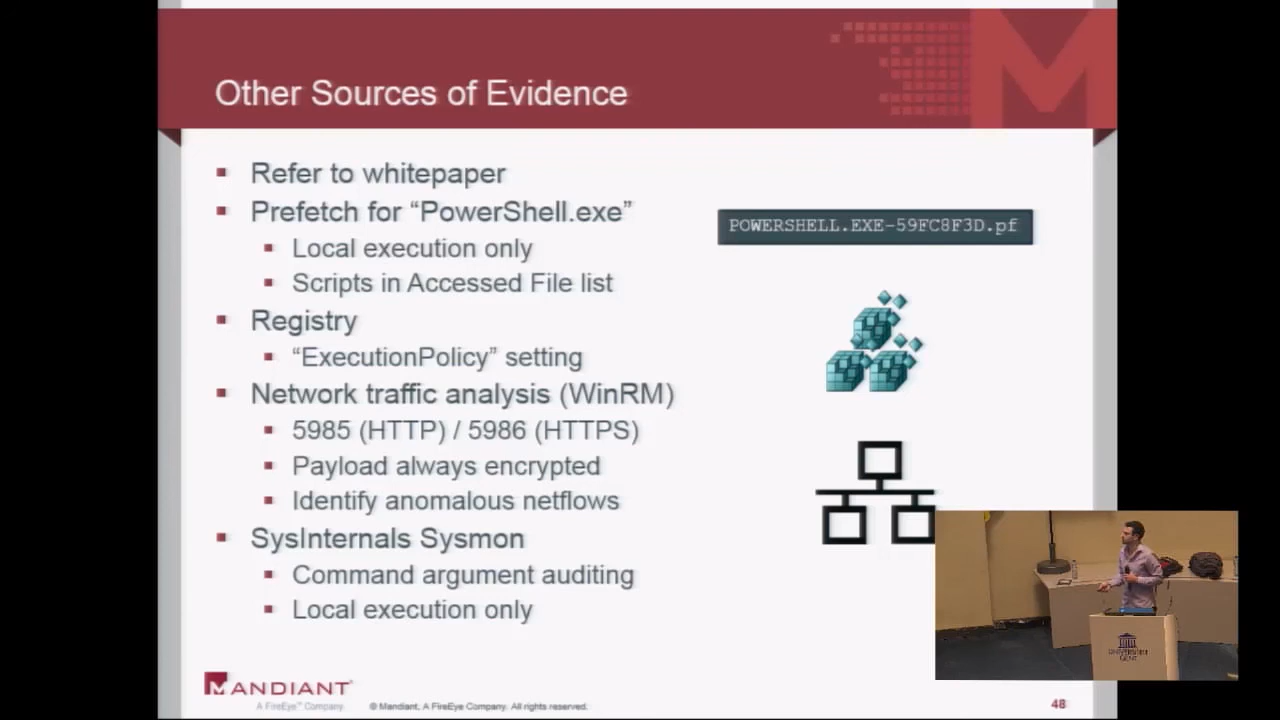 Other Sources of Evidence
Refer to whitepaper
Prefetch for “PowerShell.exe”
Local execution only
Scripts in Accessed File list
POWERSHELL.EXE-59FC8F3D.pf
Registry
“ExecutionPolicy” setting
Network traffic analysis (WinRM)
5985 (HTTP) / 5986 (HTTPS)
Payload always encrypted
Identify anomalous netflows
SysInternals Sysmon
Command argument auditing
Local execution only
UNIVERSITEIT
GENT
MANDIANT
A FireEye™ Company
© Mandiant, A FireEye Company. All rights reserved.
48